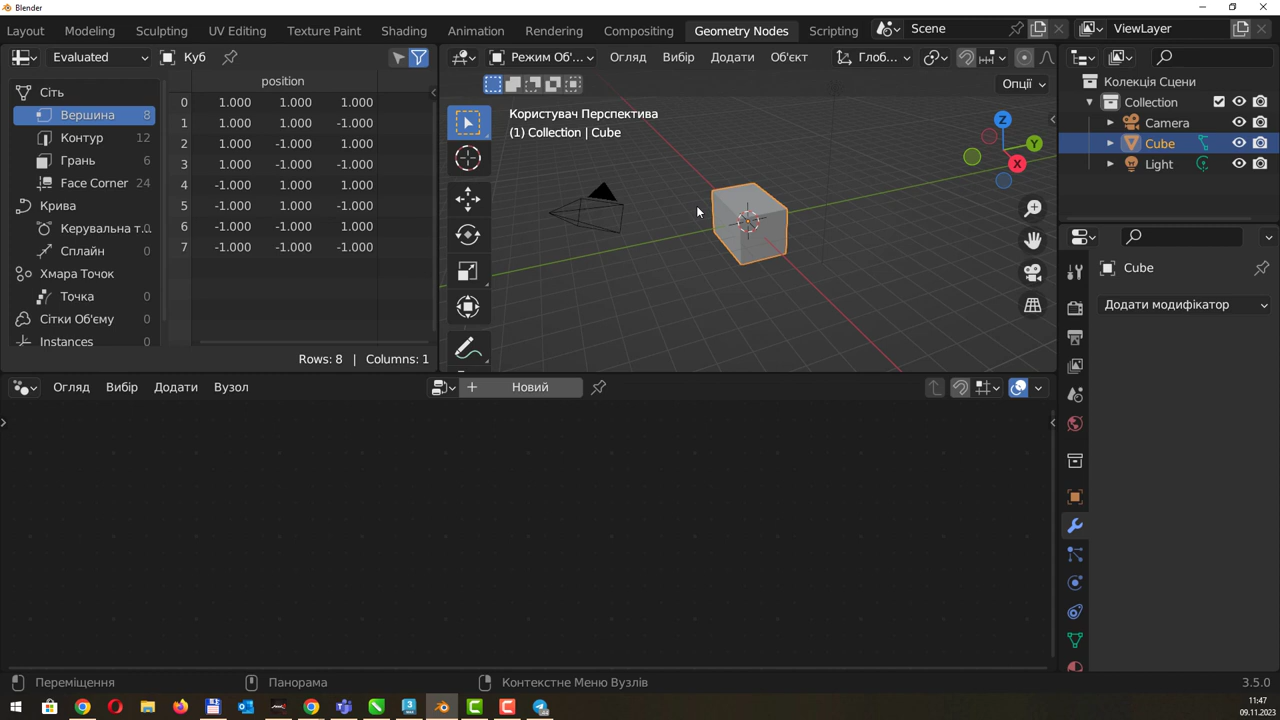 Blender
Layout Modeling Sculpting UV Editing Texture Paint Shading Animation Rendering Compositing Geometry Nodes Scripting Scene ViewLayer
Evaluated Куб
Режим Об'... Огляд Вибір Додати Об'єкт Глоб...
Опції
position
Сіть
Вершина 8
Контур 12
Грань 6
Face Corner 24
Крива
Керувальна т. 0
Сплайн 0
Хмара Точок
Точка 0
Сітки Об'єму 0
Instances 0
0 1.000 1.000 1.000
1 1.000 1.000 -1.000
2 1.000 -1.000 1.000
3 1.000 -1.000 -1.000
4 -1.000 1.000 1.000
5 -1.000 1.000 -1.000
6 -1.000 -1.000 1.000
7 -1.000 -1.000 -1.000
Rows: 8 | Columns: 1
Користувач Перспектива
(1) Collection | Cube
Z
Y
X
Колекція Сцени
Collection
Camera
Cube
Light
Cube
Додати модифікатор
Огляд Вибір Додати Вузол Новий
Переміщення Панорама Контекстне Меню Вузлів 3.5.0
11:47
09.11.2023